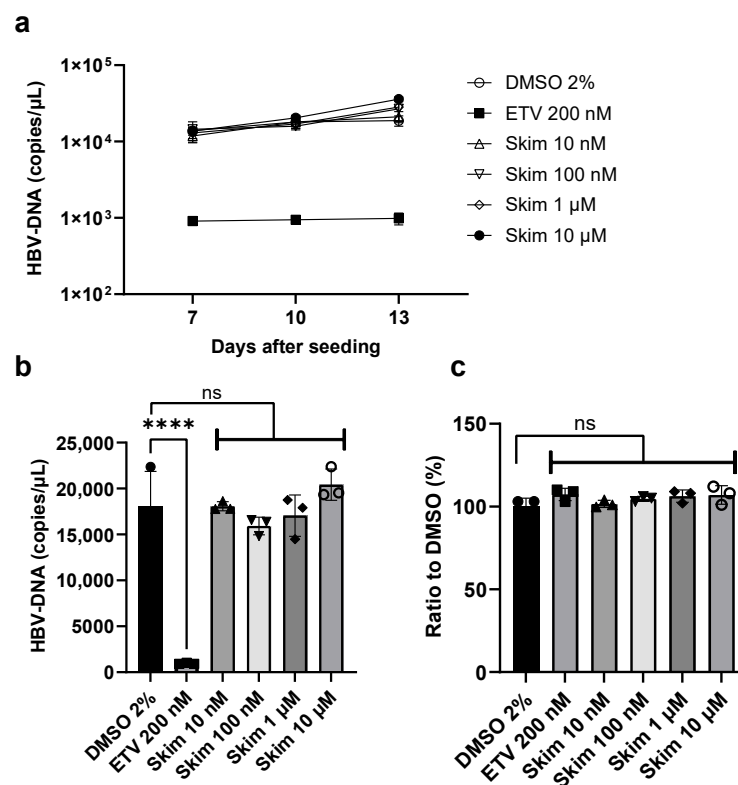 a
HBV-DNA (copies/µL)
1×10⁵
1×10⁴
1×10³
1×10²
7 10 13
Days after seeding
DMSO 2%
ETV 200 nM
Skim 10 nM
Skim 100 nM
Skim 1 µM
Skim 10 µM
b
HBV-DNA (copies/µL)
ns
****
25,000
20,000
15,000
10,000
5000
0
DMSO 2%
ETV 200 nM
Skim 10 nM
Skim 100 nM
Skim 1 µM
Skim 10 µM
c
Ratio to DMSO (%)
ns
150
100
50
0
DMSO 2%
ETV 200 nM
Skim 10 nM
Skim 100 nM
Skim 1 µM
Skim 10 µM